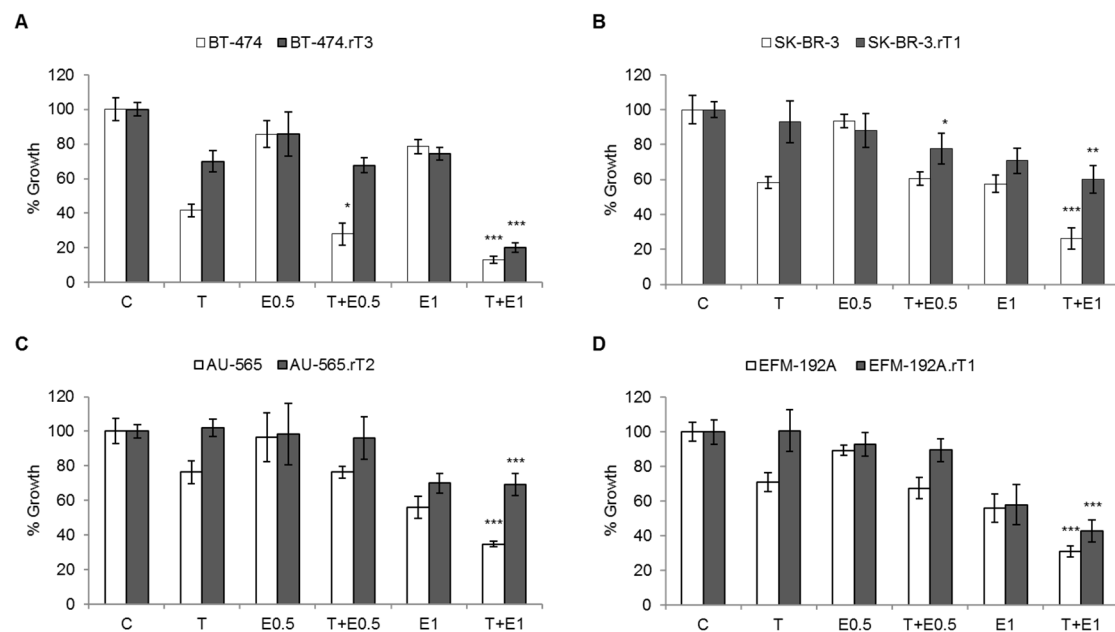 A
BT-474 BT-474.rT3
120
100
80
60
40
20
0
% Growth
*
***
***
C T E0.5 T+E0.5 E1 T+E1
B
SK-BR-3 SK-BR-3.rT1
120
100
80
60
40
20
0
% Growth
*
**
***
C T E0.5 T+E0.5 E1 T+E1
C
AU-565 AU-565.rT2
120
100
80
60
40
20
0
% Growth
***
***
C T E0.5 T+E0.5 E1 T+E1
D
EFM-192A EFM-192A.rT1
120
100
80
60
40
20
0
% Growth
***
***
C T E0.5 T+E0.5 E1 T+E1